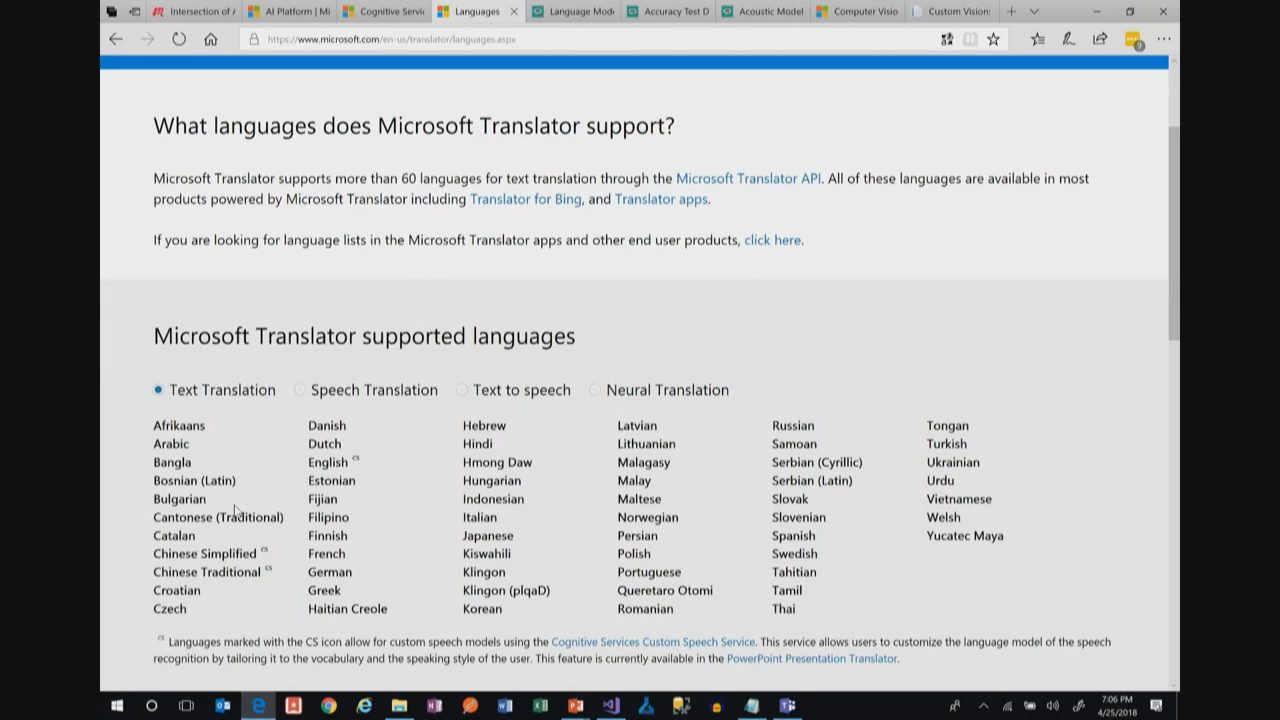 Intersection of A
AI Platform | Mi
Cognitive Servi
Languages
Language Mod
Accuracy Test D
Acoustic Model
Computer Visio
Custom Vision
https://www.microsoft.com/en-us/translator/languages.aspx
What languages does Microsoft Translator support?
Microsoft Translator supports more than 60 languages for text translation through the Microsoft Translator API. All of these languages are available in most
products powered by Microsoft Translator including Translator for Bing, and Translator apps.
If you are looking for language lists in the Microsoft Translator apps and other end user products, click here.
Microsoft Translator supported languages
Text Translation Speech Translation Text to speech Neural Translation
Afrikaans Danish Hebrew Latvian Russian Tongan
Arabic Dutch Hindi Lithuanian Samoan Turkish
Bangla English CS Hmong Daw Malagasy Serbian (Cyrillic) Ukrainian
Bosnian (Latin) Estonian Hungarian Malay Serbian (Latin) Urdu
Bulgarian Fijian Indonesian Maltese Slovak Vietnamese
Cantonese (Traditional) Filipino Italian Norwegian Slovenian Welsh
Catalan Finnish Japanese Persian Spanish Yucatec Maya
Chinese Simplified CS French Kiswahili Polish Swedish
Chinese Traditional CS German Klingon Portuguese Tahitian
Croatian Greek Klingon (plqaD) Queretaro Otomi Tamil
Czech Haitian Creole Korean Romanian Thai
CS Languages marked with the CS icon allow for custom speech models using the Cognitive Services Custom Speech Service. This service allows users to customize the language model of the speech
recognition by tailoring it to the vocabulary and the speaking style of the user. This feature is currently available in the PowerPoint Presentation Translator.
7:06 PM
4/25/2018